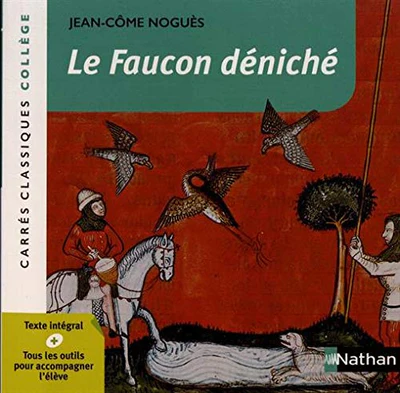 JEAN-CÔME NOGUÈS
Le Faucon déniché
CARRÉS CLASSIQUES COLLÈGE
Texte intégral
+
Tous les outils
pour accompagner
l'élève
Nathan